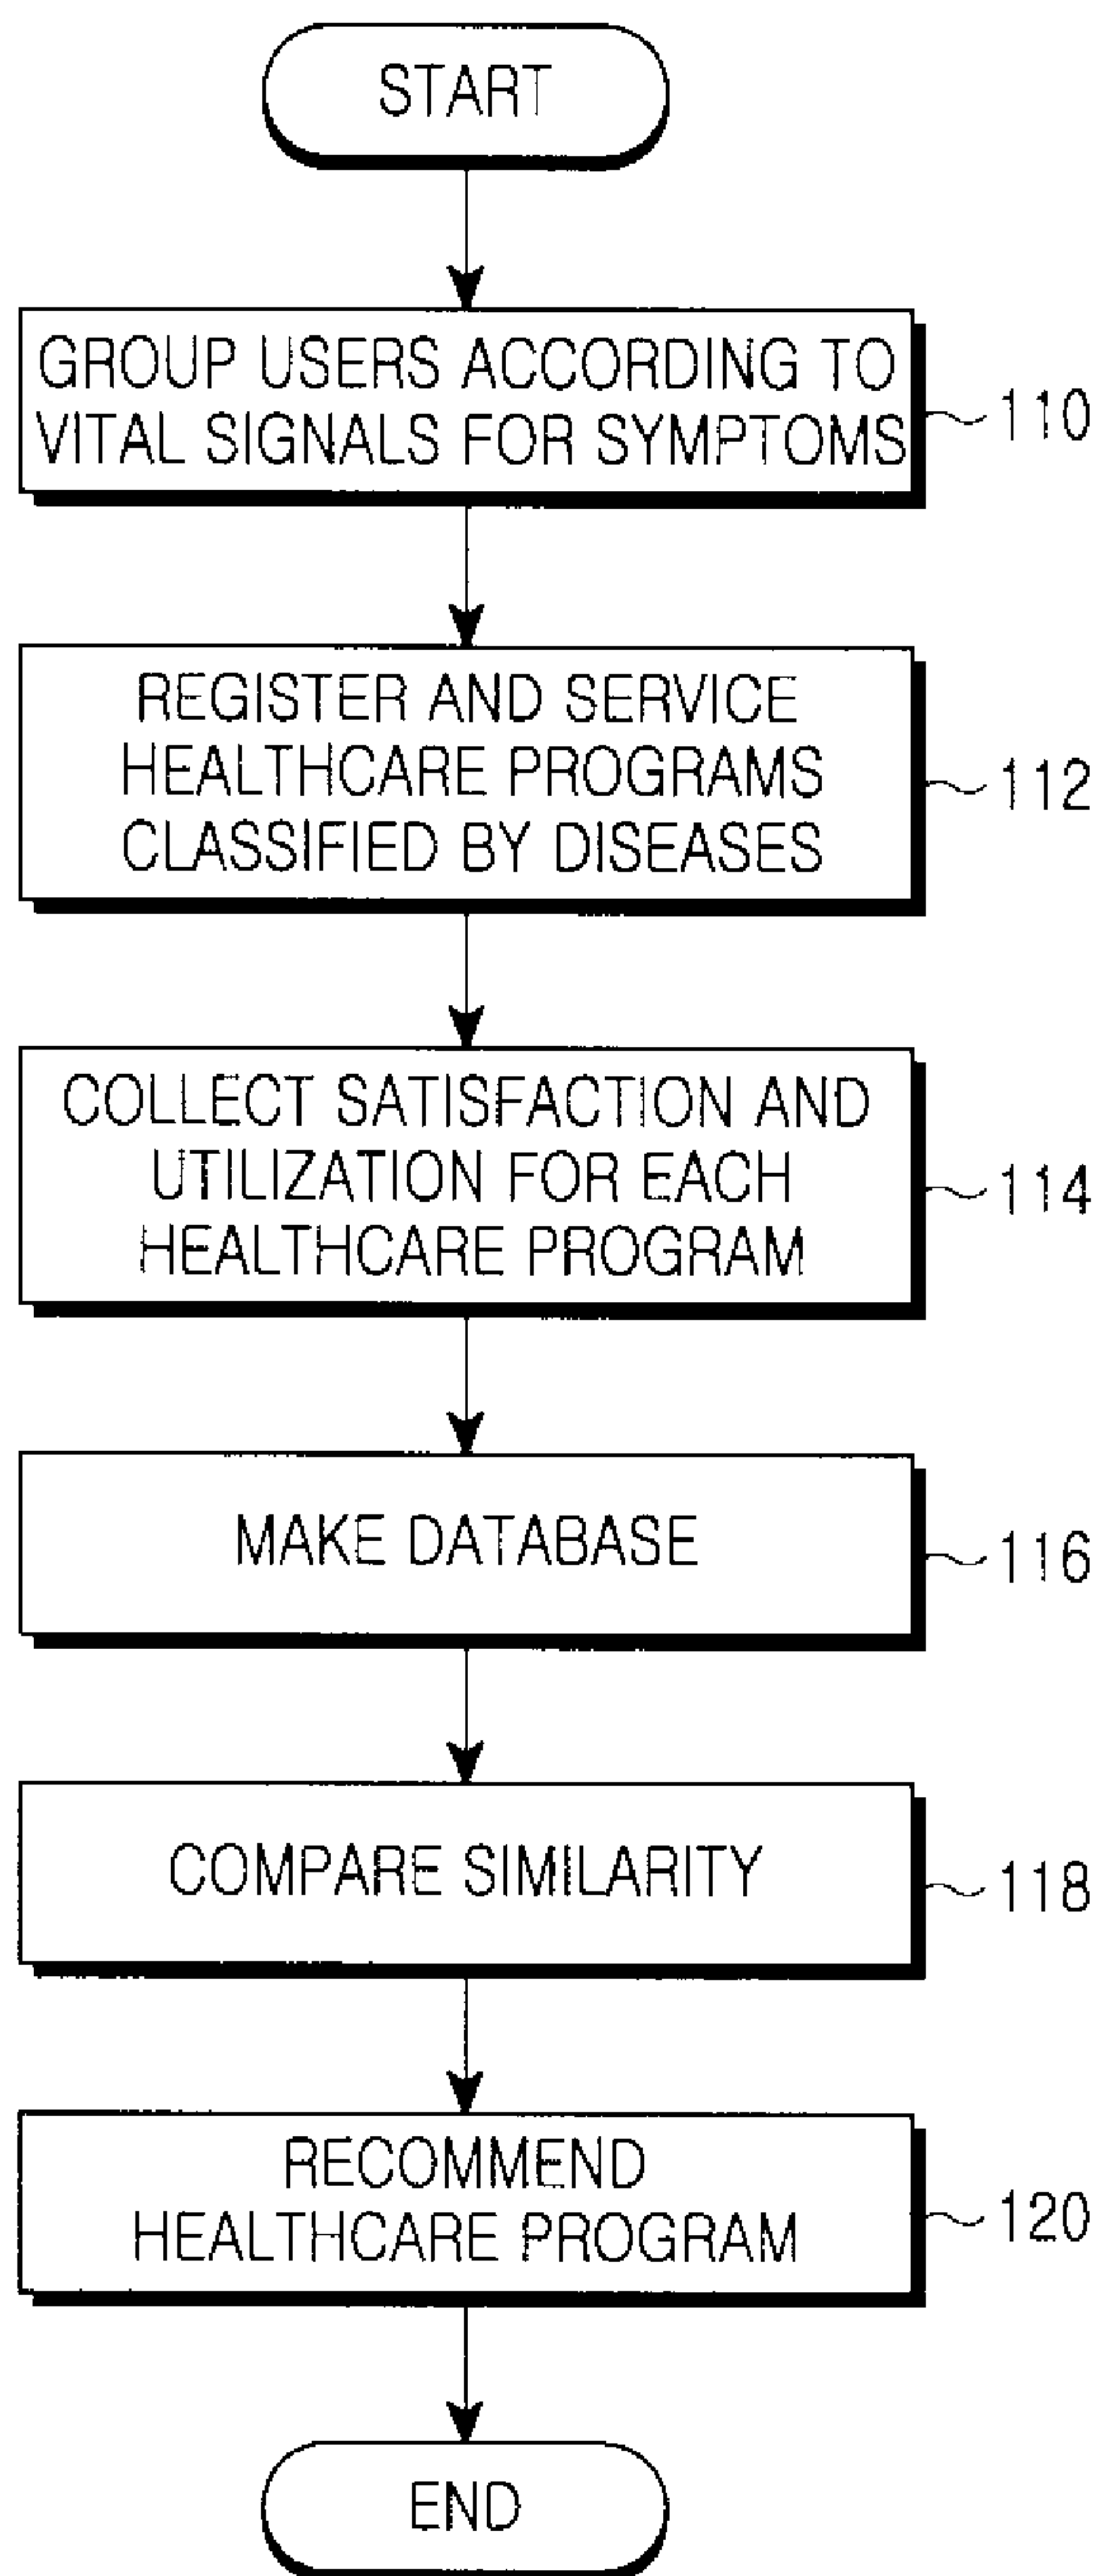 START
GROUP USERS ACCORDING TO
VITAL SIGNALS FOR SYMPTOMS
110
REGISTER AND SERVICE
HEALTHCARE PROGRAMS
CLASSIFIED BY DISEASES
112
COLLECT SATISFACTION AND
UTILIZATION FOR EACH
HEALTHCARE PROGRAM
114
MAKE DATABASE
116
COMPARE SIMILARITY
118
RECOMMEND
HEALTHCARE PROGRAM
120
END